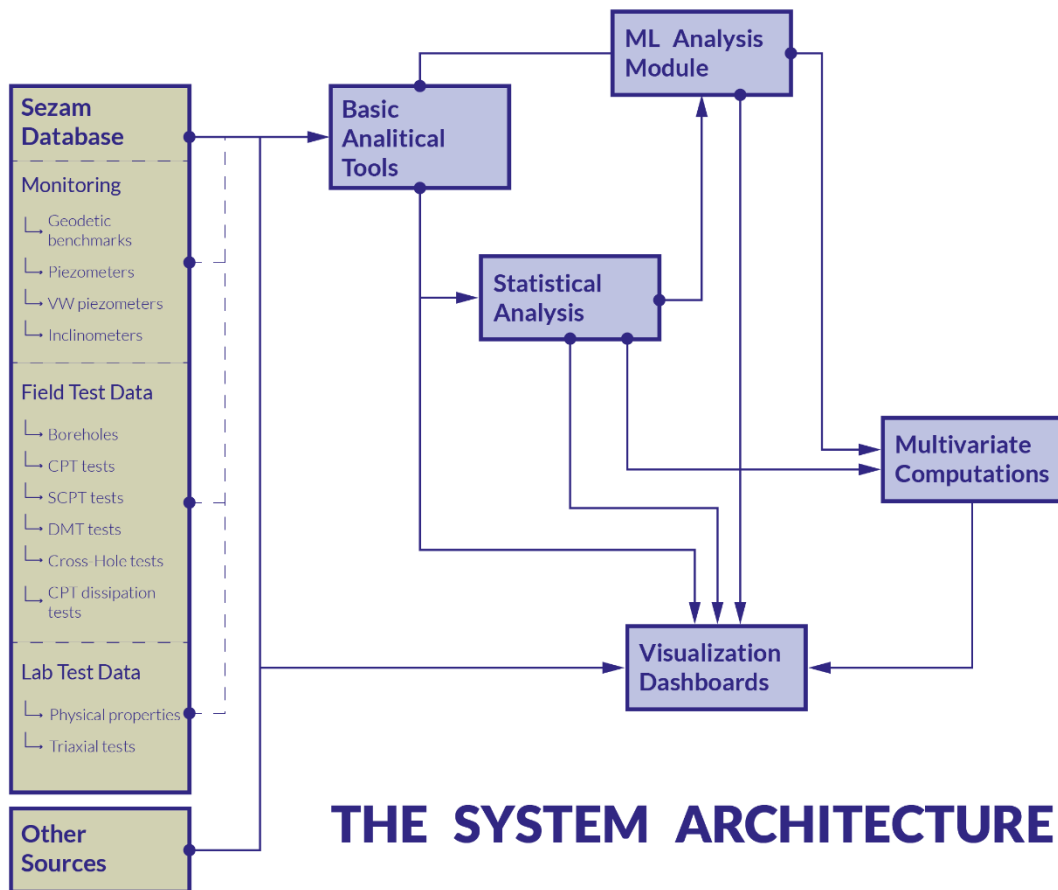 Sezam
Database
Monitoring
Geodetic
benchmarks
Piezometers
VW piezometers
Inclinometers
Field Test Data
Boreholes
CPT tests
SCPT tests
DMT tests
Cross-Hole tests
CPT dissipation
tests
Lab Test Data
Physical properties
Triaxial tests
Other
Sources
Basic
Analitical
Tools
ML Analysis
Module
Statistical
Analysis
Multivariate
Computations
Visualization
Dashboards
THE SYSTEM ARCHITECTURE